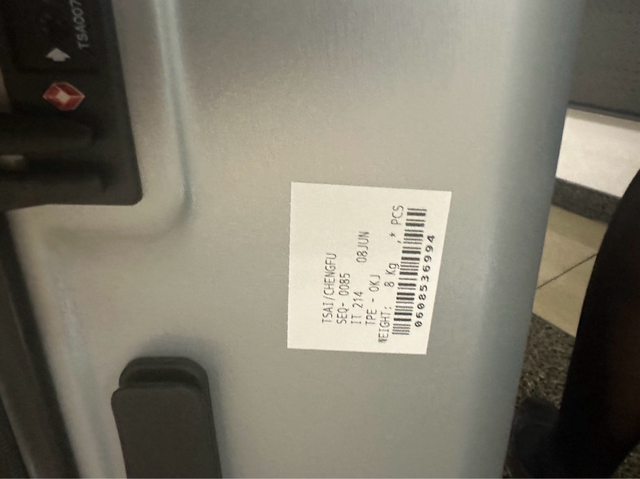 TSA007
TSAI/CHENGFU
SEQ- 0085
IT 214 08JUN
TPE - OKJ
WEIGHT: 8 Kg ,* PCS
0608536994